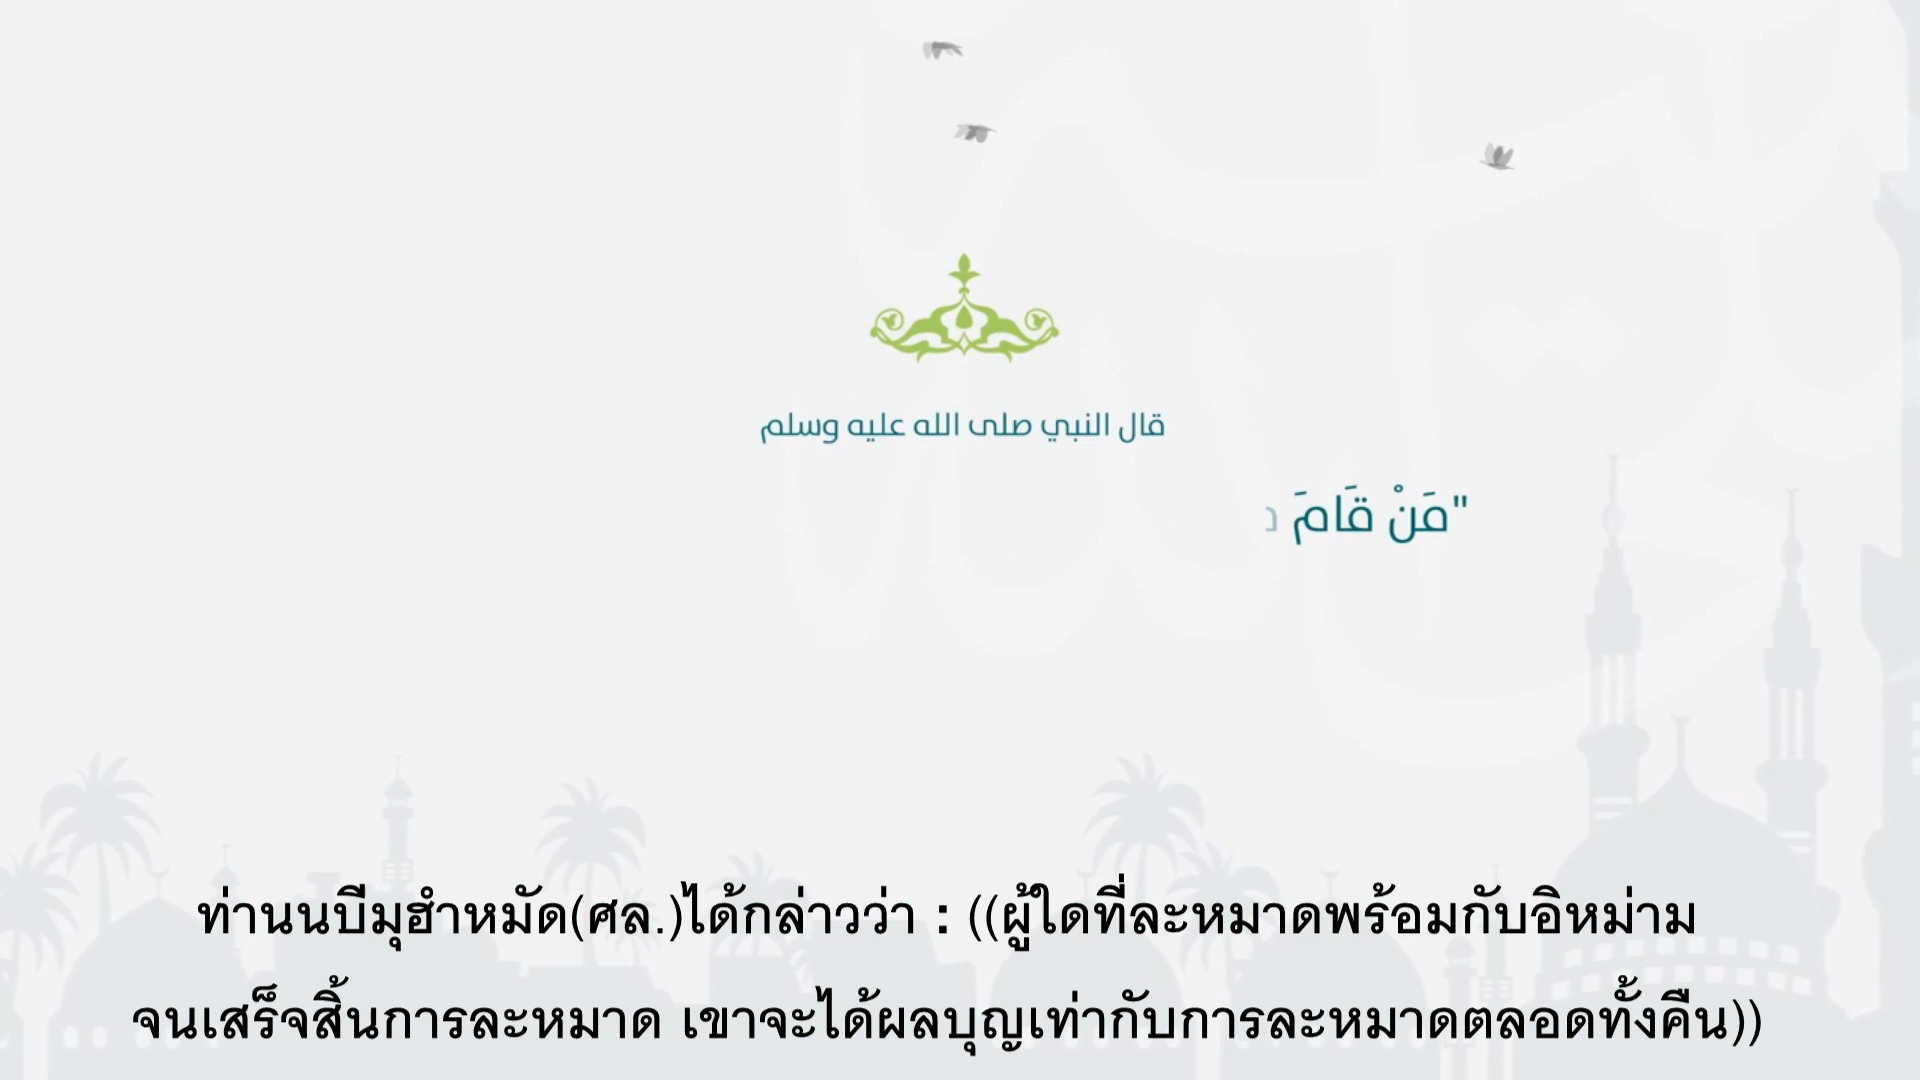 قال النبي صلى الله عليه وسلم
"مَنْ قَامَ
ท่านนบีมุฮำหมัด(ศล.)ได้กล่าวว่า : ((ผู้ใดที่ละหมาดพร้อมกับอิหม่าม
จนเสร็จสิ้นการละหมาด เขาจะได้ผลบุญเท่ากับการละหมาดตลอดทั้งคืน))